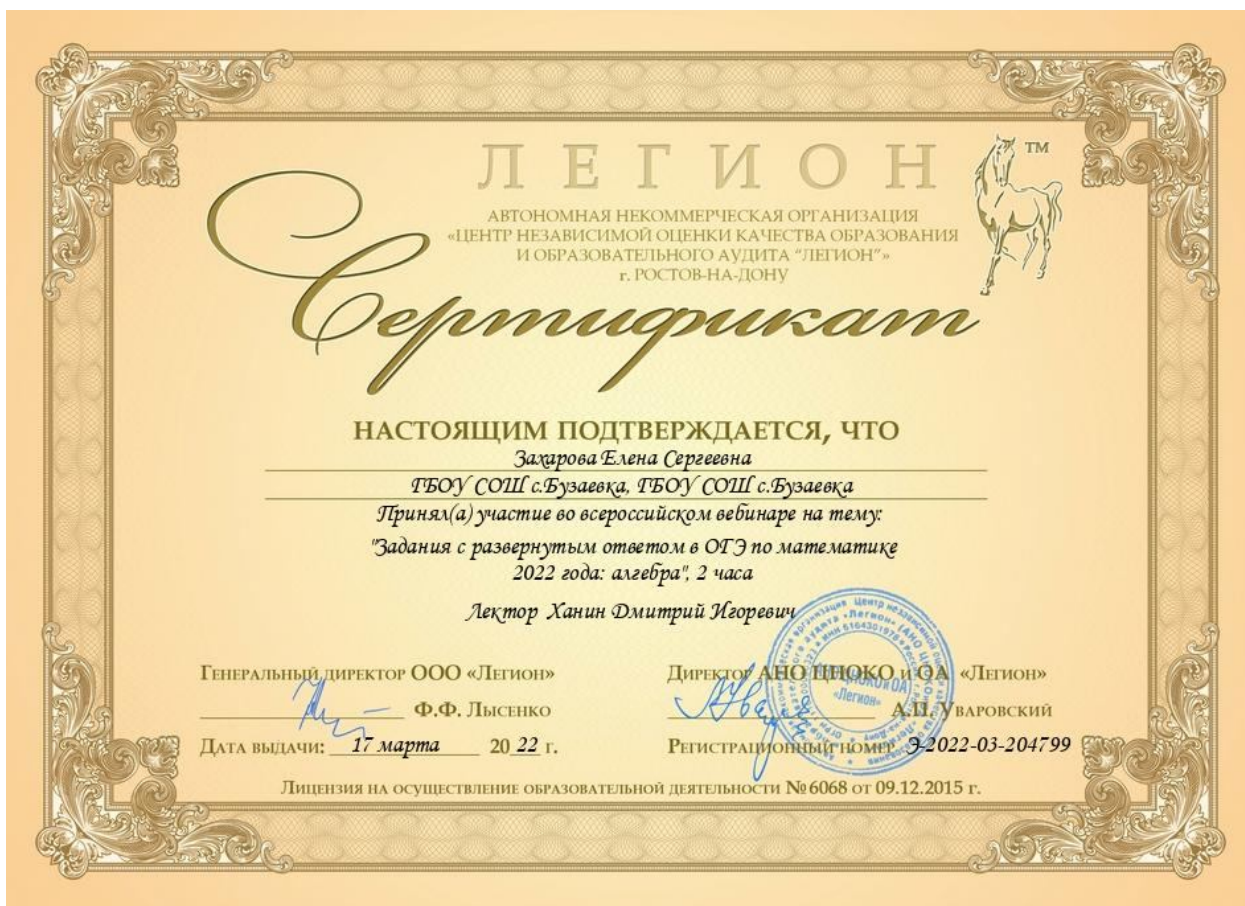 ЛЕГИОН
TM
АВТОНОМНАЯ НЕКОММЕРЧЕСКАЯ ОРГАНИЗАЦИЯ
«ЦЕНТР НЕЗАВИСИМОЙ ОЦЕНКИ КАЧЕСТВА ОБРАЗОВАНИЯ
И ОБРАЗОВАТЕЛЬНОГО АУДИТА “ЛЕГИОН”»
г. РОСТОВ-НА-ДОНУ
Сертификат
НАСТОЯЩИМ ПОДТВЕРЖДАЕТСЯ, ЧТО
Захарова Елена Сергеевна
ГБОУ СОШ с.Бузаевка, ГБОУ СОШ с.Бузаевка
Принял(а) участие во всероссийском вебинаре на тему:
"Задания с развернутым ответом в ОГЭ по математике
2022 года: алгебра", 2 часа
Лектор Ханин Дмитрий Игоревич
Генеральный директор ООО «Легион»
Директор АНО ЦНОКО и ОА «Легион»
Ф.Ф. Лысенко
А.П. Уваровский
Дата выдачи: 17 марта 20 22 г.
Регистрационный номер Э-2022-03-204799
Лицензия на осуществление образовательной деятельности № 6068 от 09.12.2015 г.